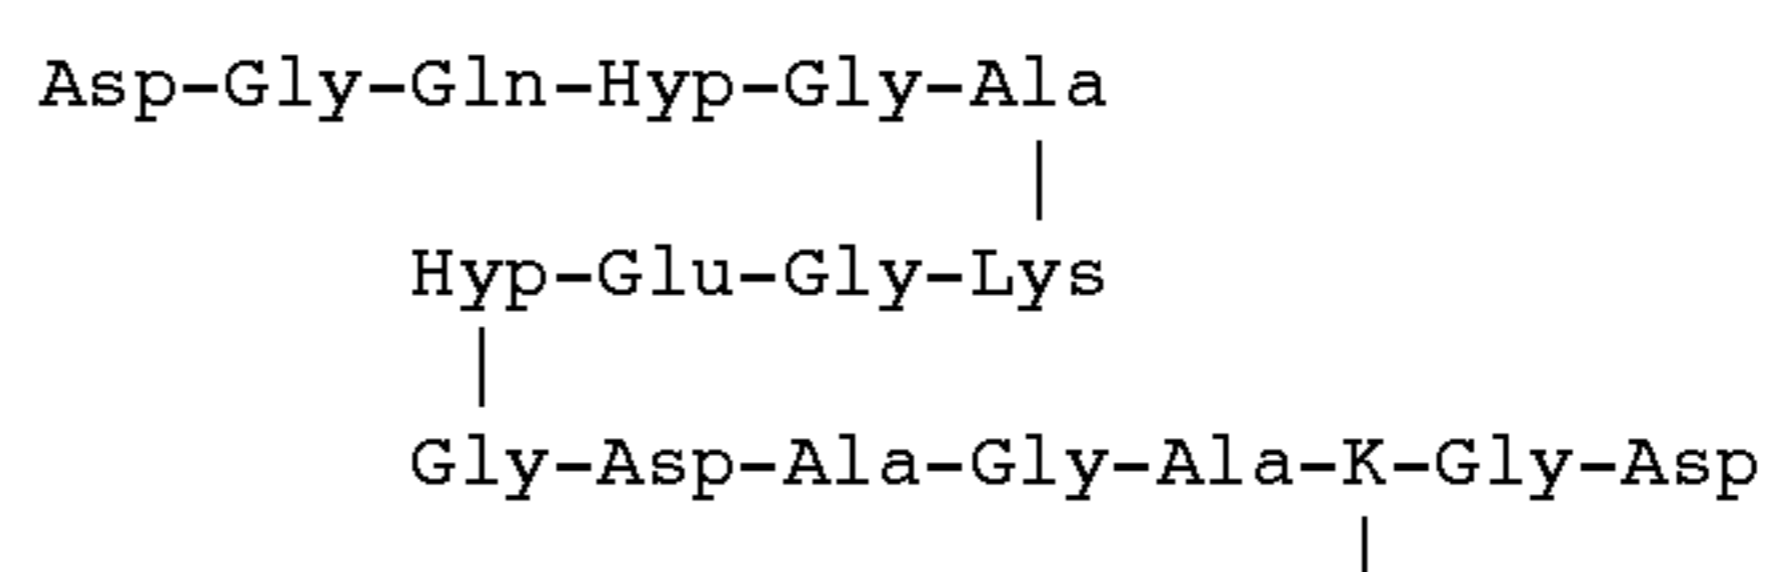 Asp-Gly-Gln-Hyp-Gly-Ala
|
Hyp-Glu-Gly-Lys
|
Gly-Asp-Ala-Gly-Ala-K-Gly-Asp
|